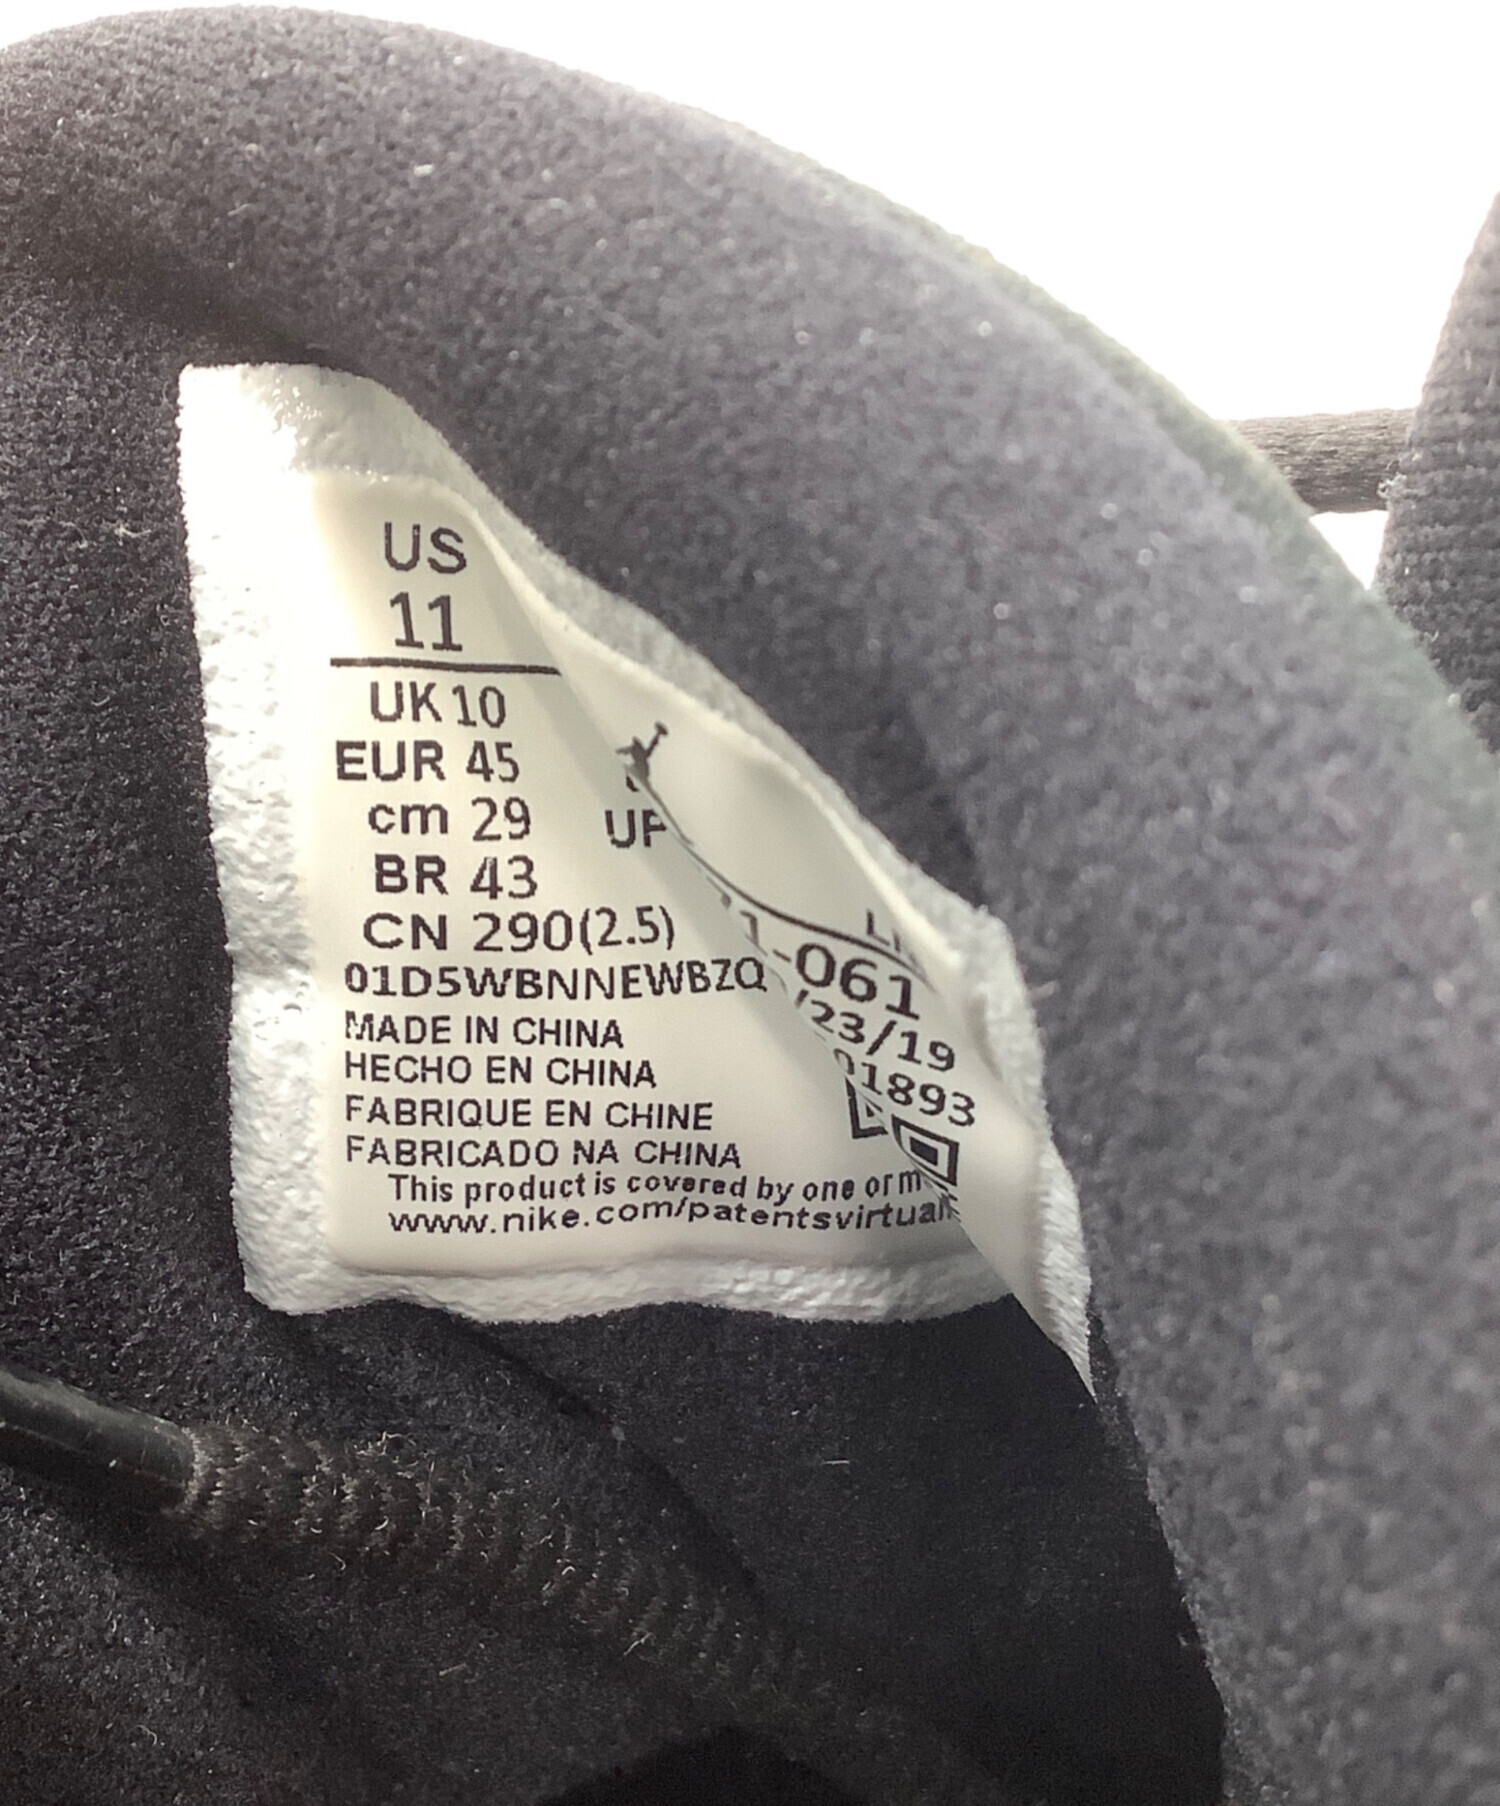 US
11
UK 10
EUR 45
cm 29
BR 43
CN 290(2.5)
01D5WBNNEWBZQ
MADE IN CHINA
HECHO EN CHINA
FABRIQUE EN CHINE
FABRICADO NA CHINA
This product is covered by one or
www.nike.com/patentsvirtual
1-061
/23/19
01893